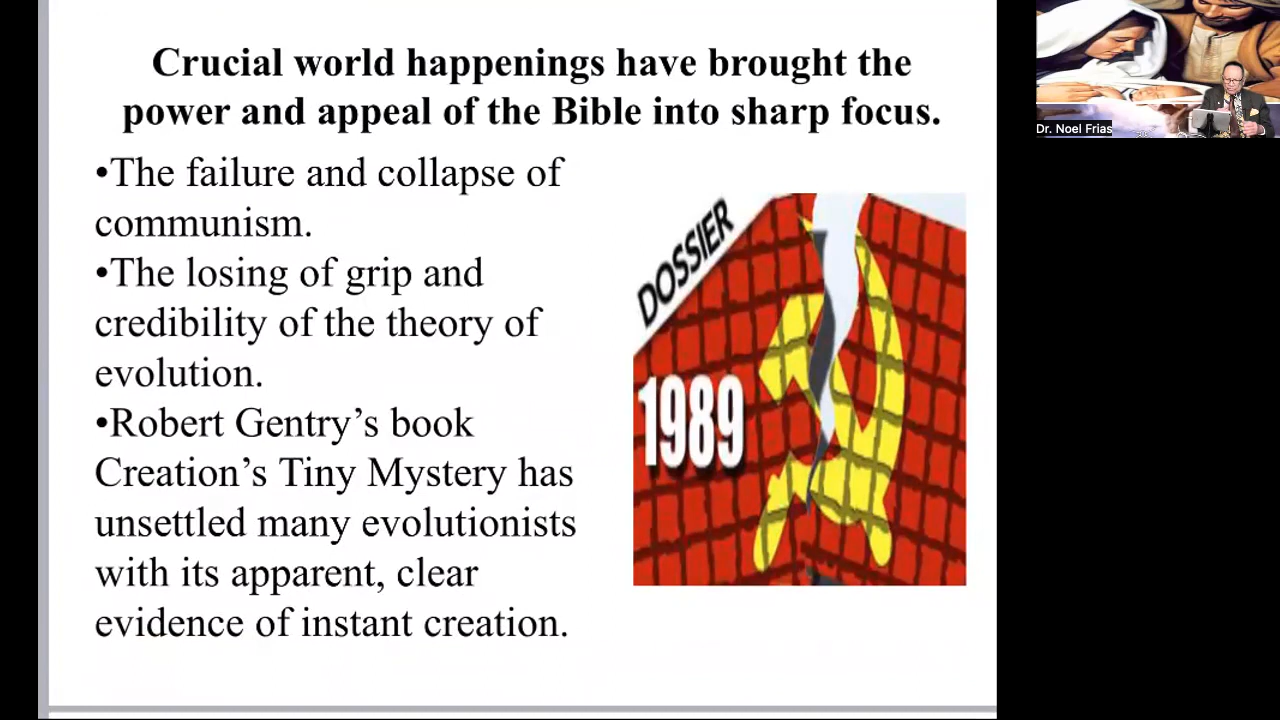 Crucial world happenings have brought the
power and appeal of the Bible into sharp focus.
•The failure and collapse of
communism.
•The losing of grip and
credibility of the theory of
evolution.
•Robert Gentry’s book
Creation’s Tiny Mystery has
unsettled many evolutionists
with its apparent, clear
evidence of instant creation.
DOSSIER
1989
Dr. Noel Frias